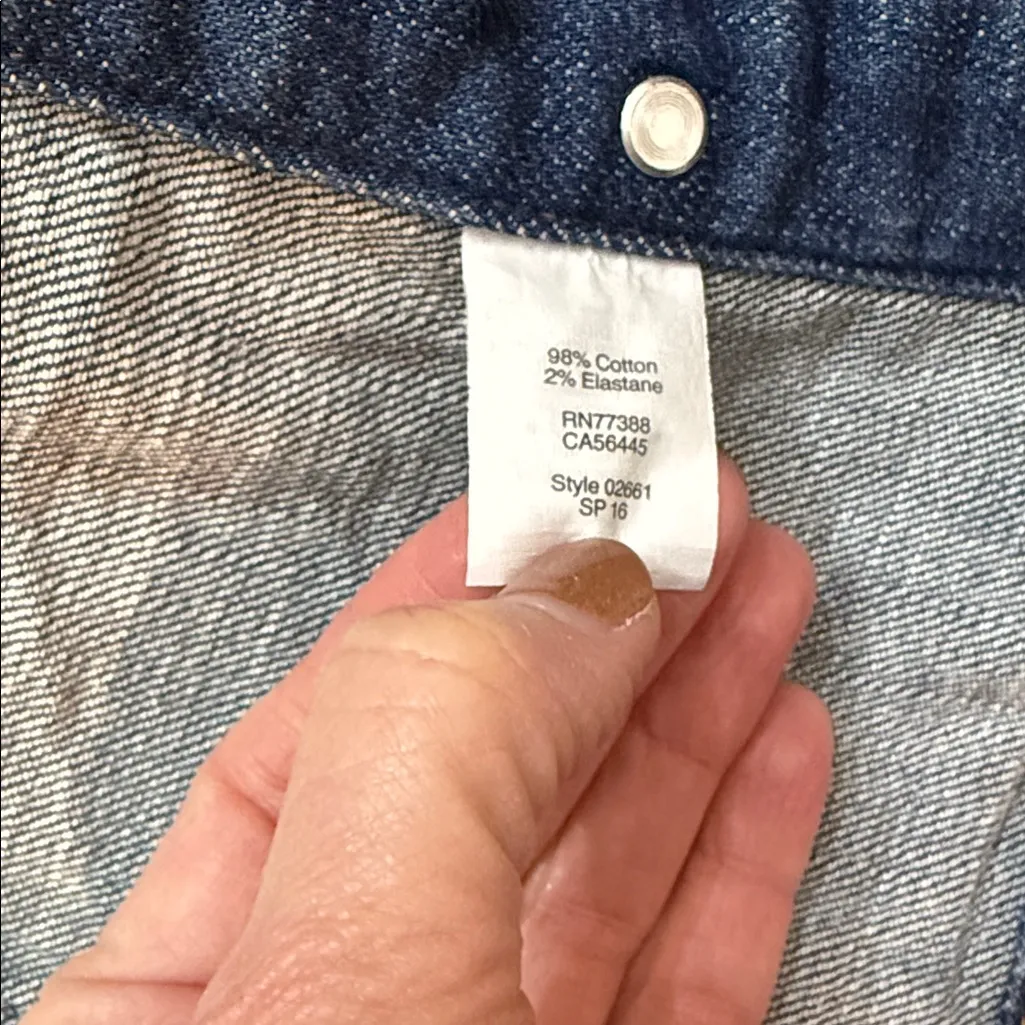 98% Cotton
2% Elastane
RN77388
CA56445
Style 02661
SP 16